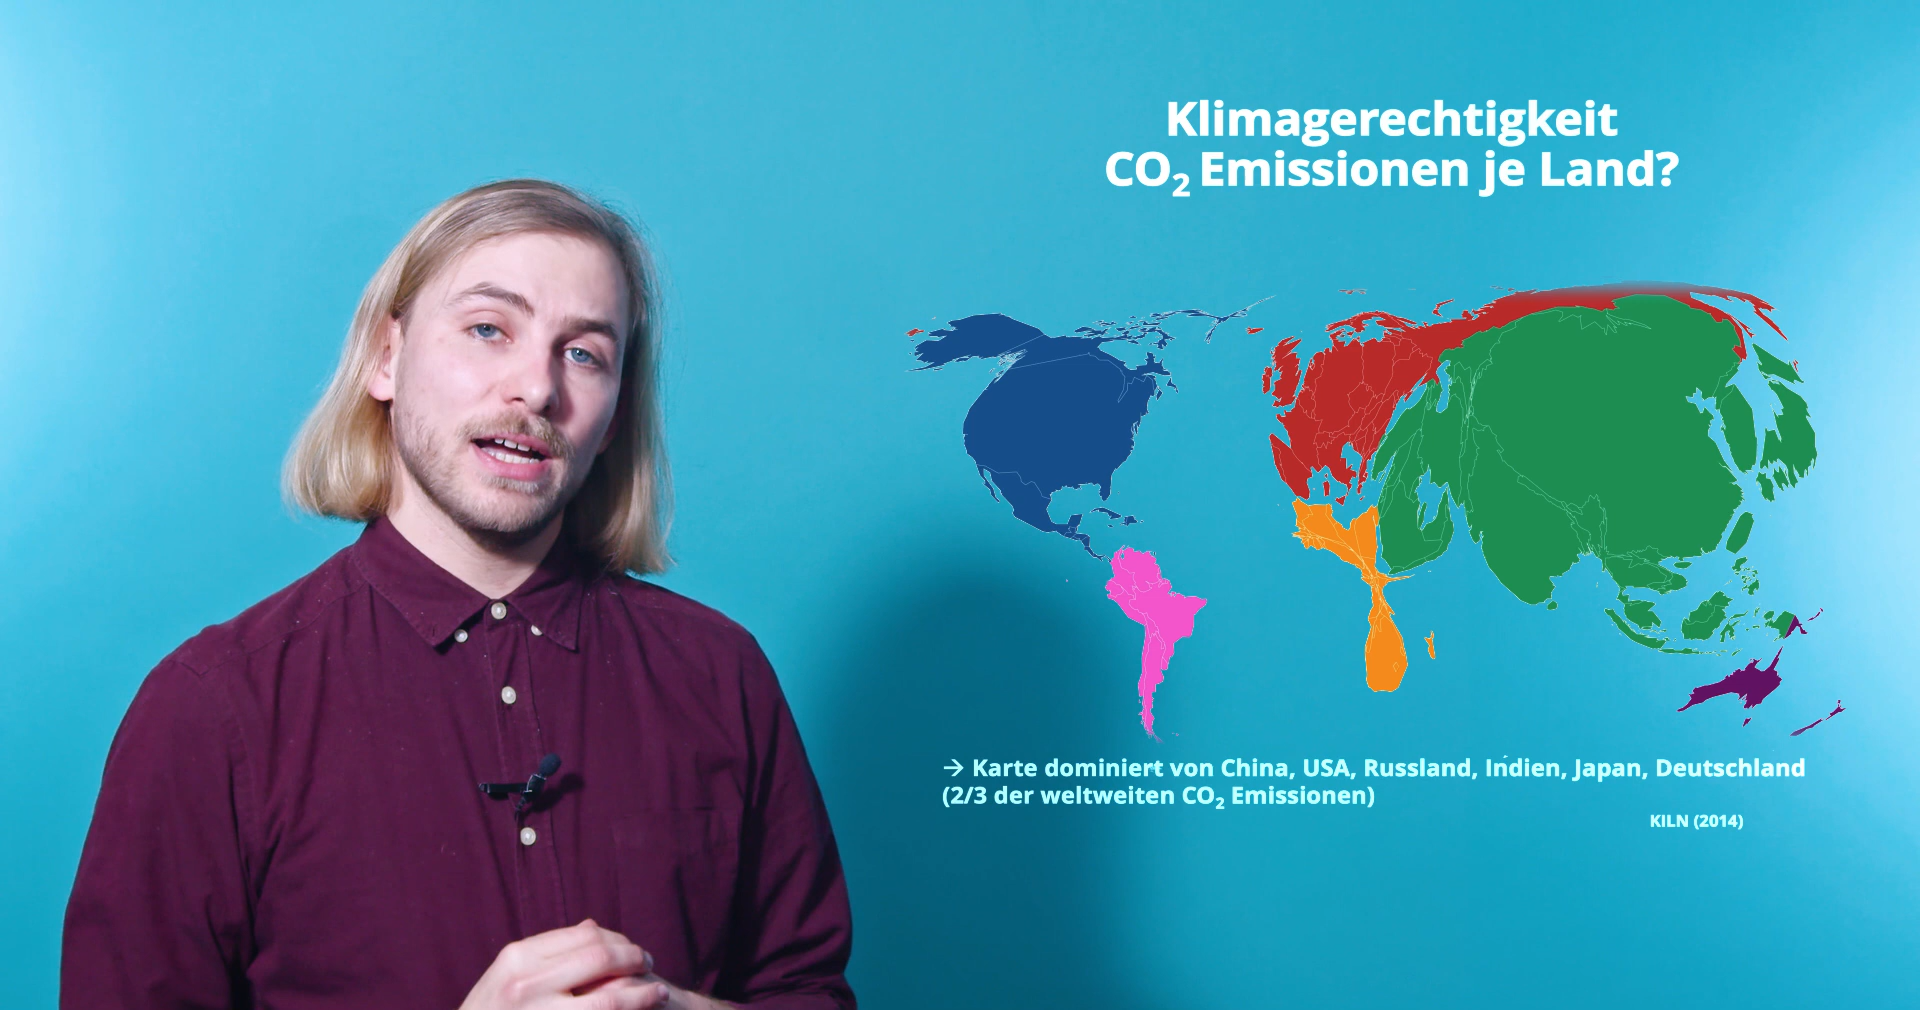 Klimagerechtigkeit
CO₂ Emissionen je Land?
→ Karte dominiert von China, USA, Russland, Indien, Japan, Deutschland
(2/3 der weltweiten CO₂ Emissionen)
KILN (2014)